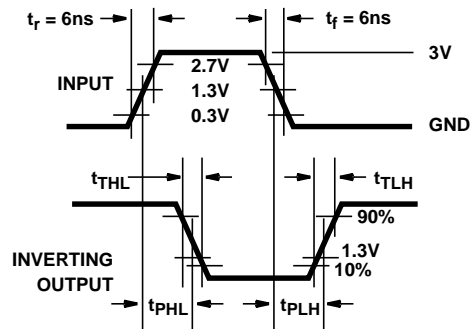 tr = 6ns
tf = 6ns
3V
INPUT
2.7V
1.3V
0.3V
GND
tTHL
tTLH
90%
INVERTING
OUTPUT
1.3V
10%
tPHL
tPLH